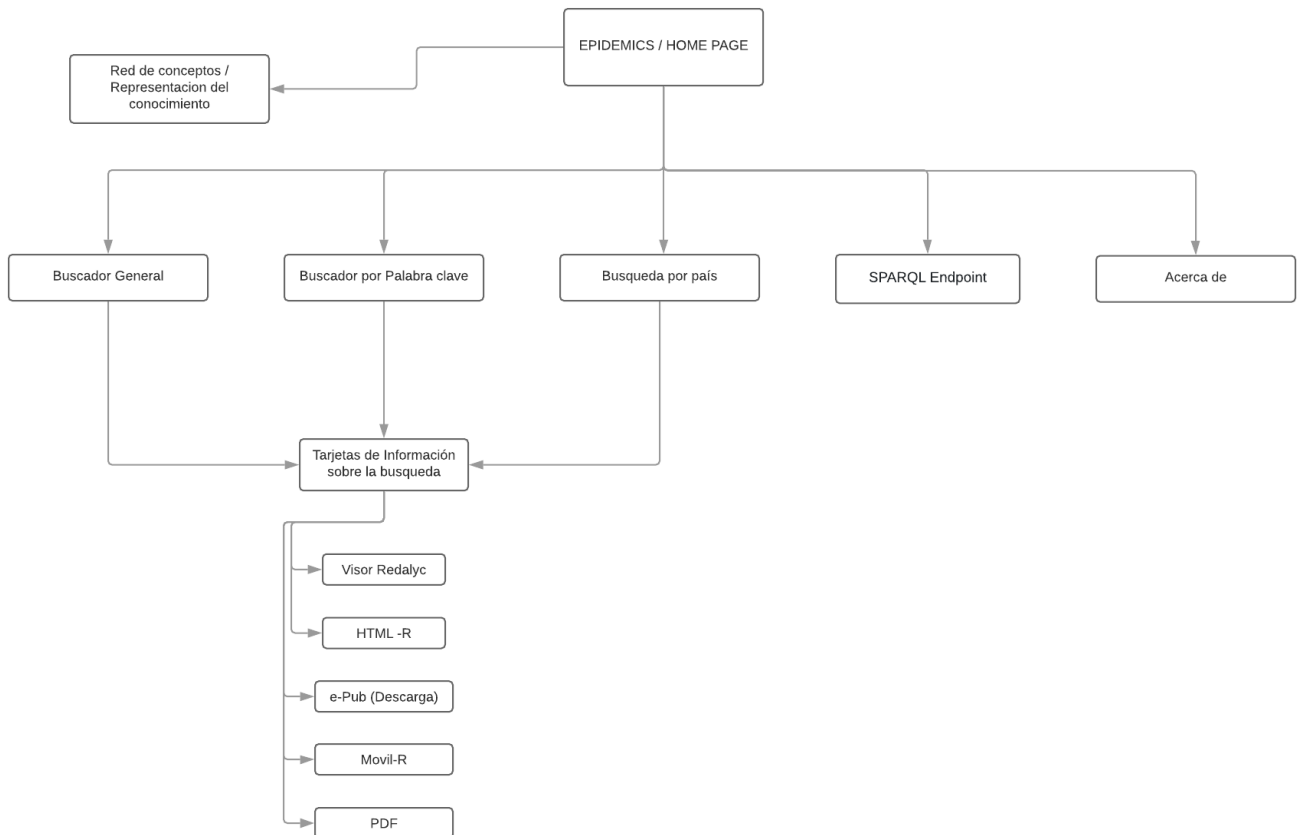 EPIDEMICS / HOME PAGE
Red de conceptos /
Representacion del
conocimiento
Buscador General
Buscador por Palabra clave
Busqueda por país
SPARQL Endpoint
Acerca de
Tarjetas de Información
sobre la busqueda
Visor Redalyc
HTML -R
e-Pub (Descarga)
Movil-R
PDF